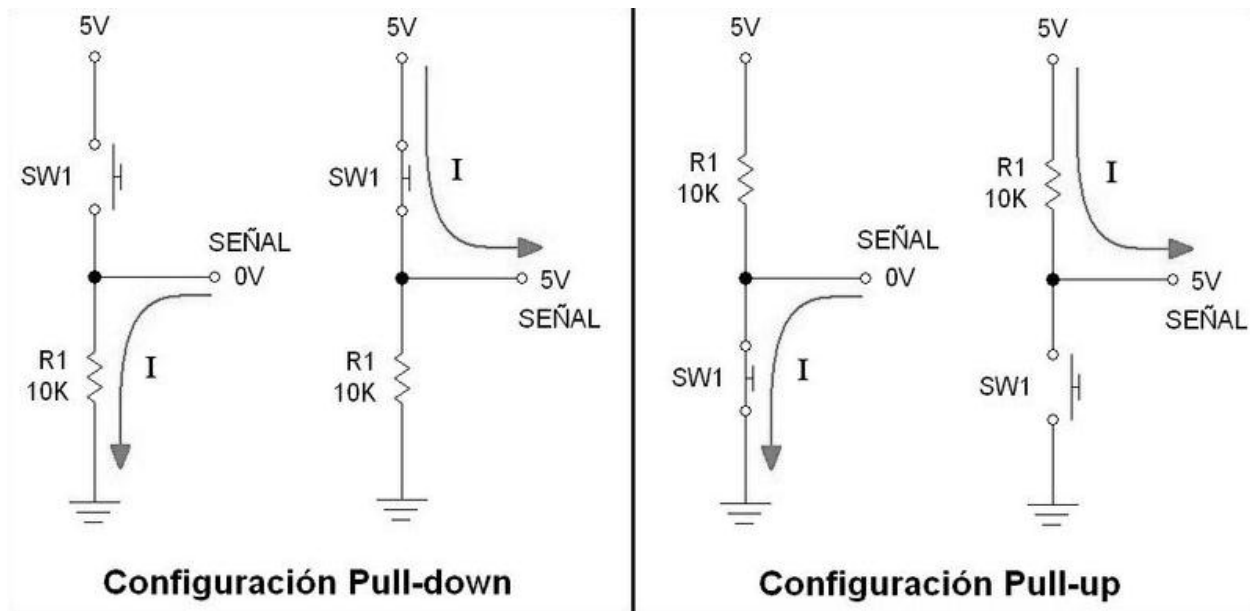 5V
SW1
SEÑAL
0V
R1
10K
I
5V
SW1
I
5V
SEÑAL
R1
10K
Configuración Pull-down
5V
R1
10K
SEÑAL
0V
SW1
I
5V
R1
10K
I
5V
SEÑAL
SW1
Configuración Pull-up